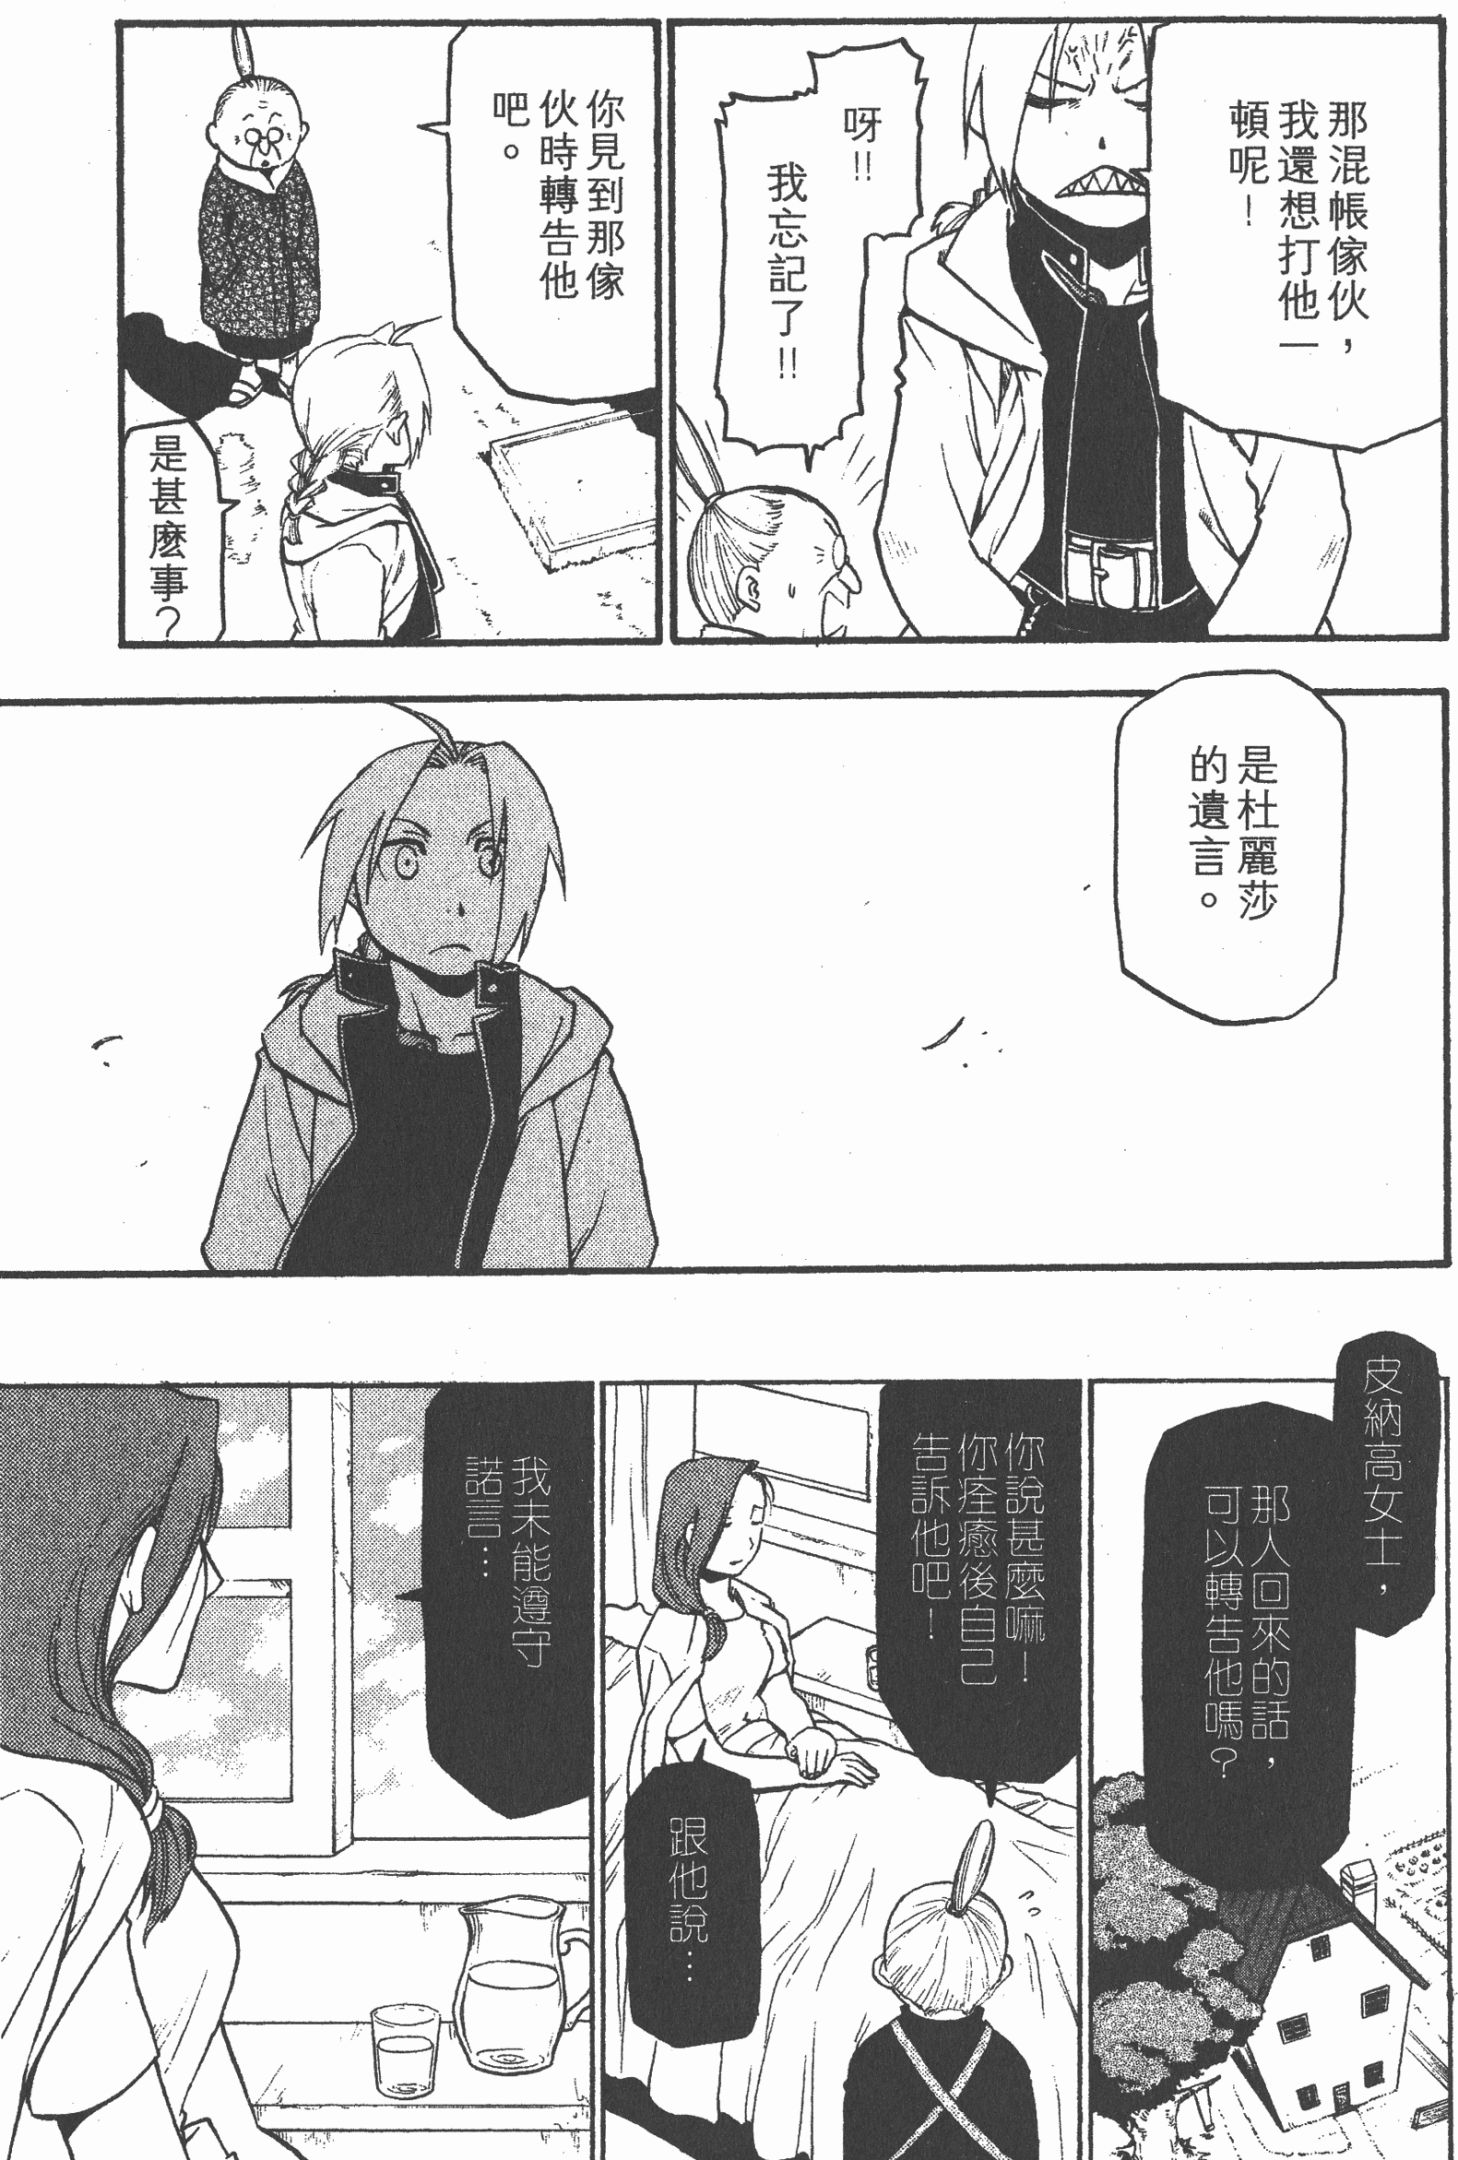 那混帳傢伙，
我還想打他一
頓呢！
呀!!
我忘記了!!
你見到那傢
伙時轉告他
吧。
是甚麽事？
是杜麗莎
的遺言。
皮納高女士，
那人回來的話，
可以轉告他嗎？
你說甚麼嘛！
你痊癒後自己
告訴他吧！
跟他說…
我未能遵守
諾言…